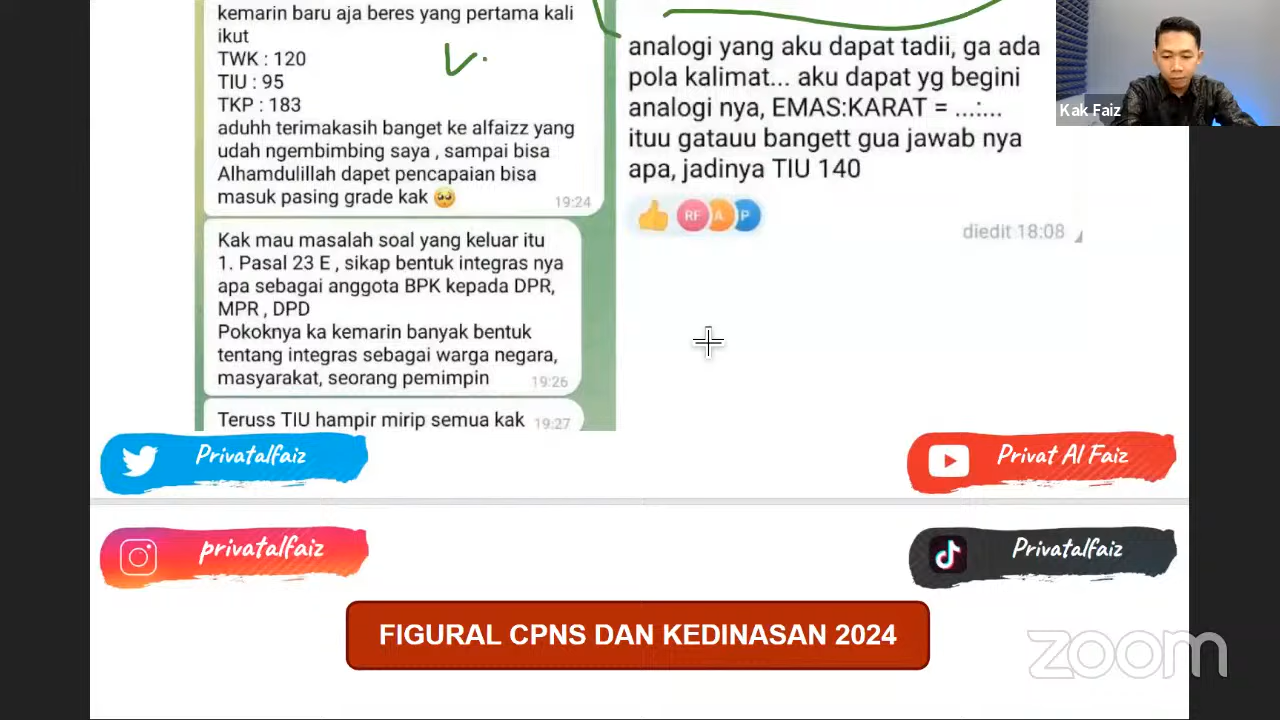 kemarin baru aja beres yang pertama kali
ikut
TWK : 120
TIU : 95
TKP : 183
aduhh terimakasih banget ke alfaizz yang
udah ngembimbing saya , sampai bisa
Alhamdulillah dapet pencapaian bisa
masuk pasing grade kak 🥺
19:24
Kak mau masalah soal yang keluar itu
1. Pasal 23 E , sikap bentuk integras nya
apa sebagai anggota BPK kepada DPR,
MPR , DPD
Pokoknya ka kemarin banyak bentuk
tentang integras sebagai warga negara,
masyarakat, seorang pemimpin
19:26
Teruss TIU hampir mirip semua kak
19:27
analogi yang aku dapat tadii, ga ada
pola kalimat... aku dapat yg begini
analogi nya, EMAS:KARAT = ...:...
ituu gatauu bangett gua jawab nya
apa, jadinya TIU 140
👍 RF A P
diedit 18:08
Kak Faiz
Privatalfaiz
Privat Al Faiz
privatalfaiz
Privatalfaiz
FIGURAL CPNS DAN KEDINASAN 2024
zoom